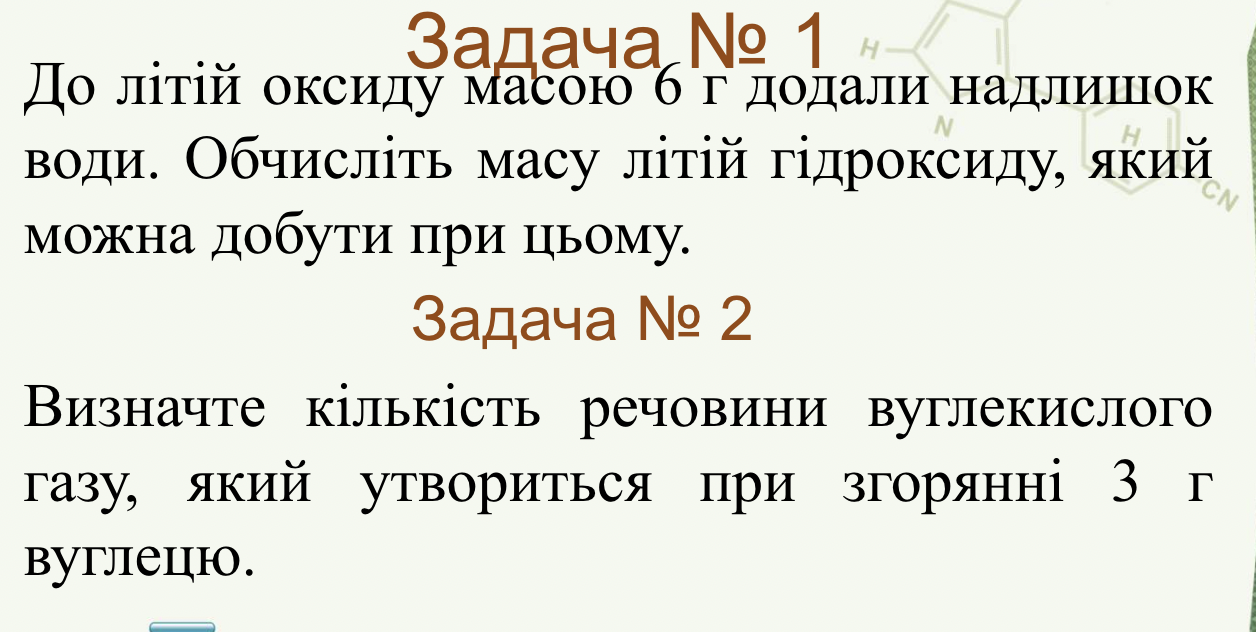 Задача № 1
До літій оксиду масою 6 г додали надлишок
води. Обчисліть масу літій гідроксиду, який
можна добути при цьому.
Задача № 2
Визначте кількість речовини вуглекислого
газу, який утвориться при згорянні 3 г
вуглецю.
H
N
H
CN